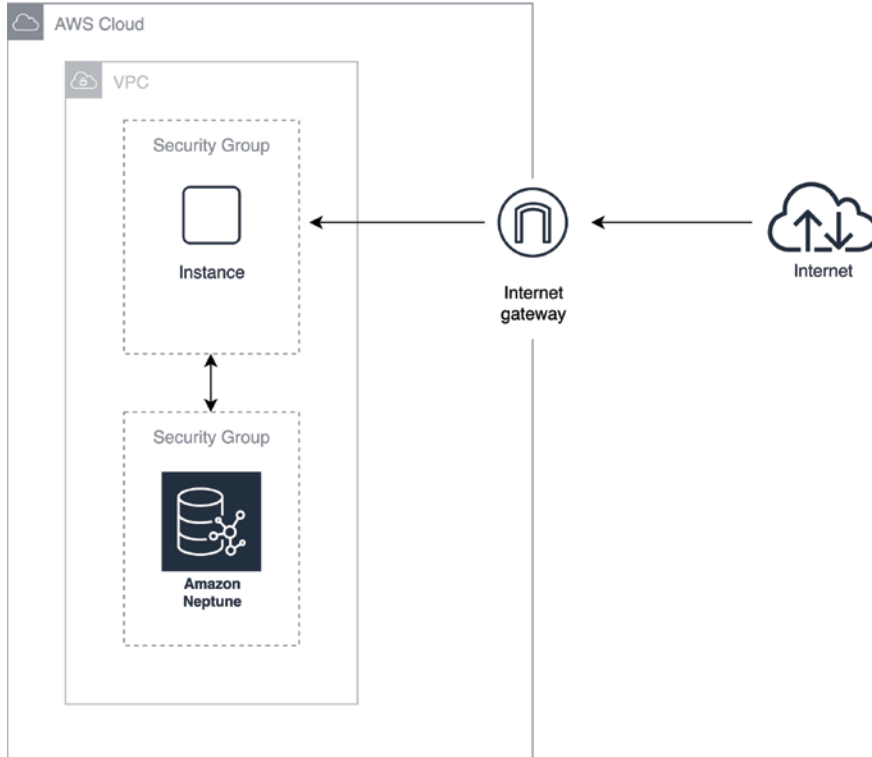 AWS Cloud
VPC
Security Group
Instance
Internet
gateway
Internet
Security Group
Amazon
Neptune